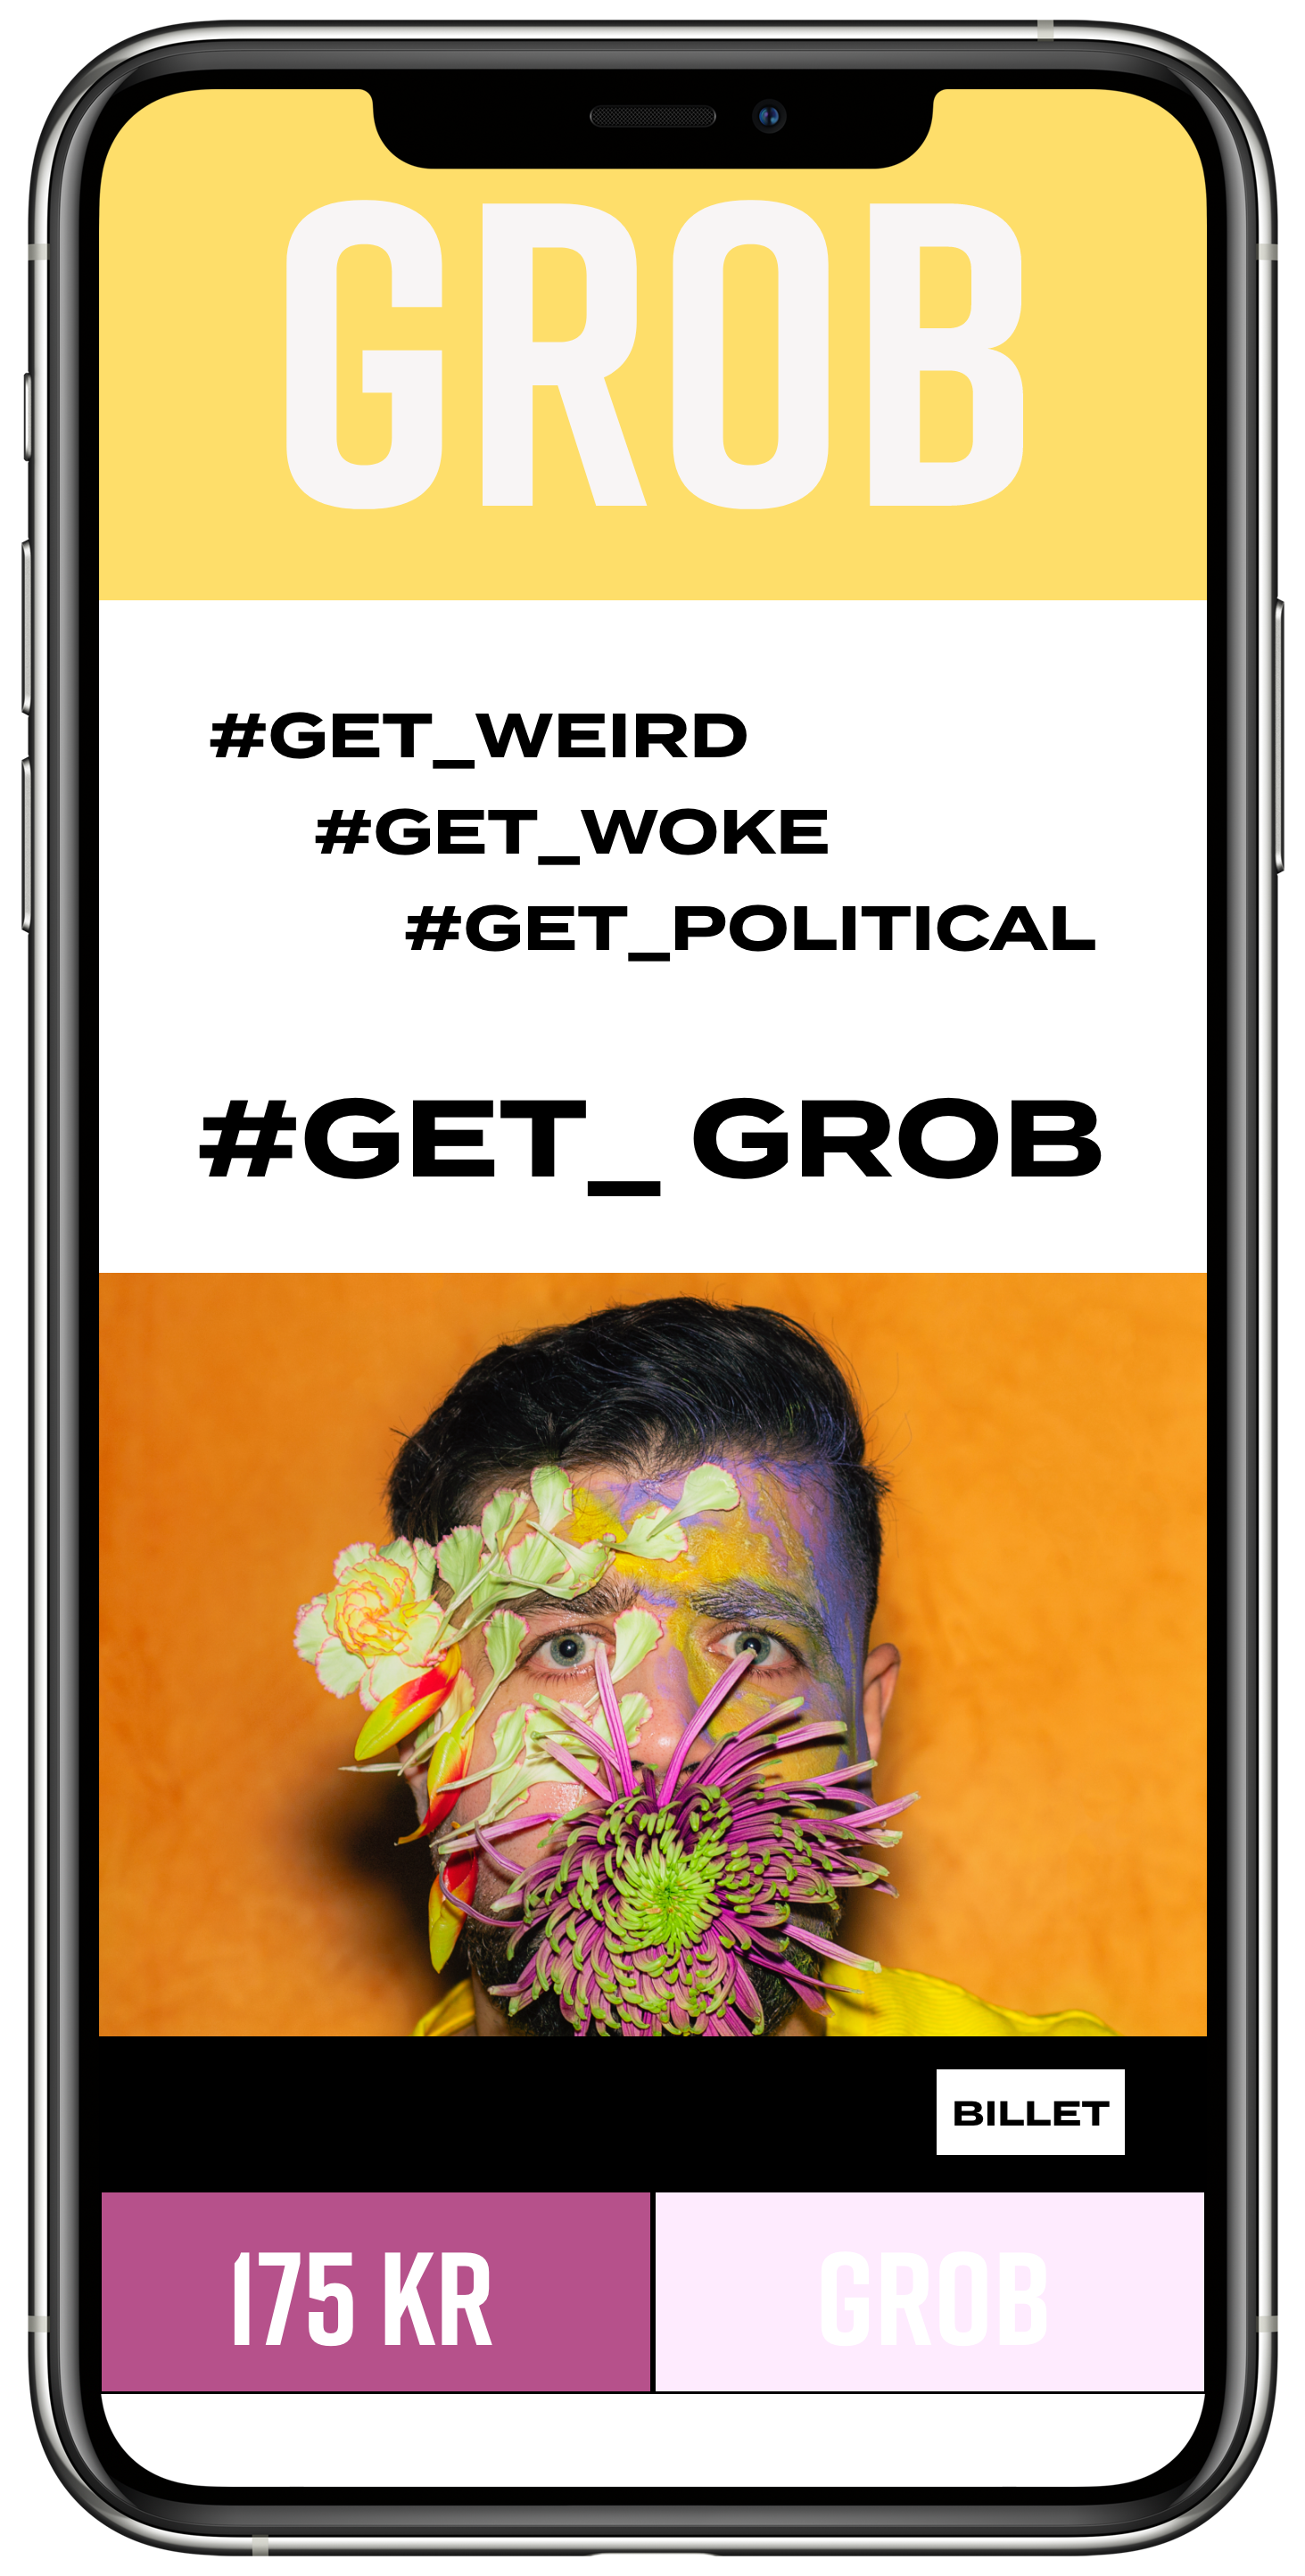 GROB
#GET_WEIRD
#GET_WOKE
#GET_POLITICAL
#GET_ GROB
BILLET
175 KR
GROB